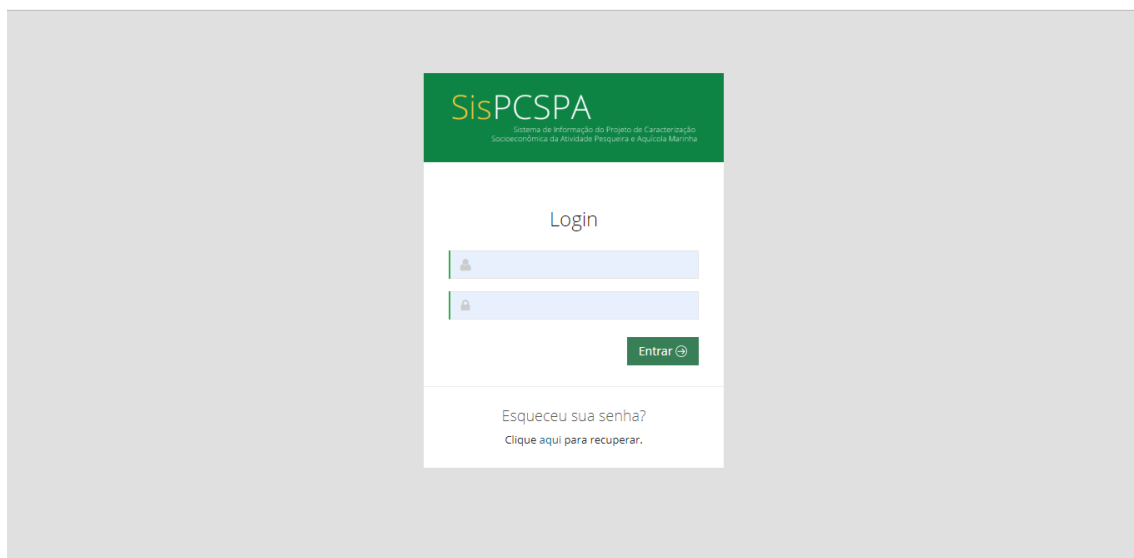 SisPCSPA
Sistema de Informação do Projeto de Caracterização
Socioeconômica da Atividade Pesqueira e Aquícola Marinha
Login
Entrar
Esqueceu sua senha?
Clique aqui para recuperar.